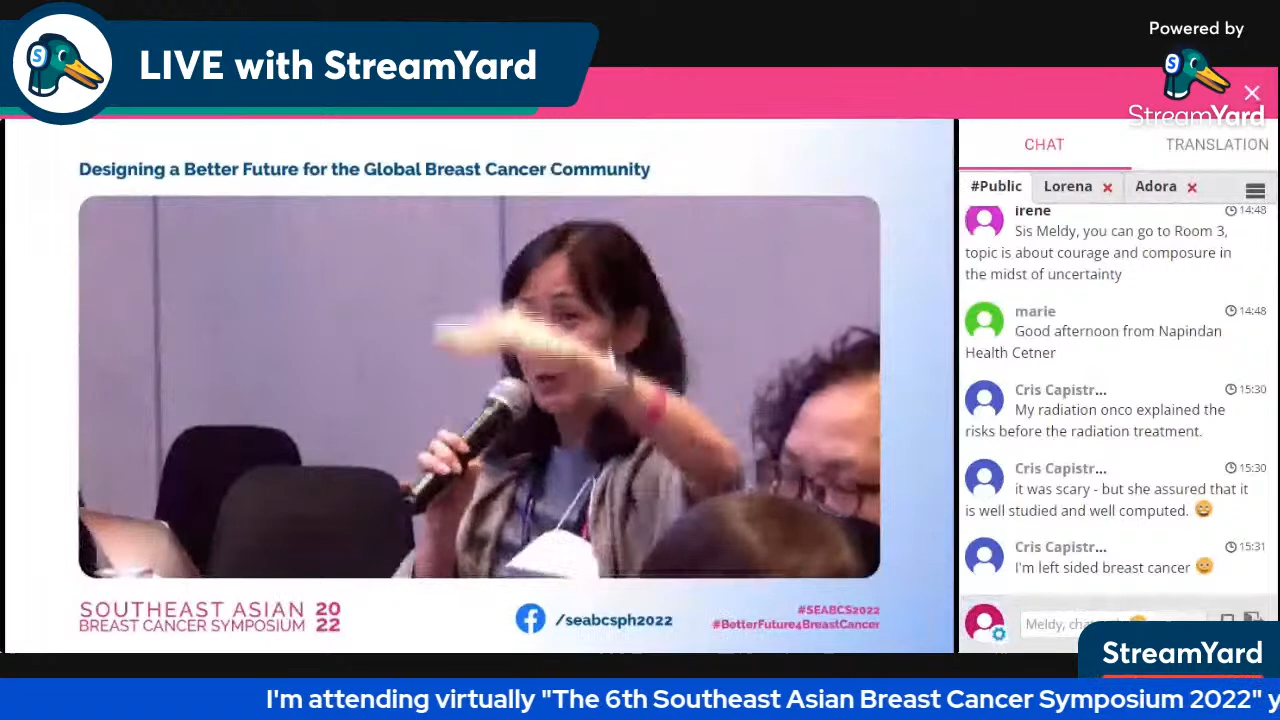 LIVE with StreamYard
Powered by
StreamYard
Designing a Better Future for the Global Breast Cancer Community
SOUTHEAST ASIAN 20
BREAST CANCER SYMPOSIUM 22
/seabcsph2022
#SEABCS2022
#BetterFuture4BreastCancer
CHAT TRANSLATION
#Public Lorena Adora
irene 14:48
Sis Meldy, you can go to Room 3,
topic is about courage and composure in
the midst of uncertainty
marie 14:48
Good afternoon from Napindan
Health Cetner
Cris Capistr... 15:30
My radiation onco explained the
risks before the radiation treatment.
Cris Capistr... 15:30
it was scary - but she assured that it
is well studied and well computed.
Cris Capistr... 15:31
I'm left sided breast cancer
Meldy,
StreamYard
I'm attending virtually "The 6th Southeast Asian Breast Cancer Symposium 2022" y